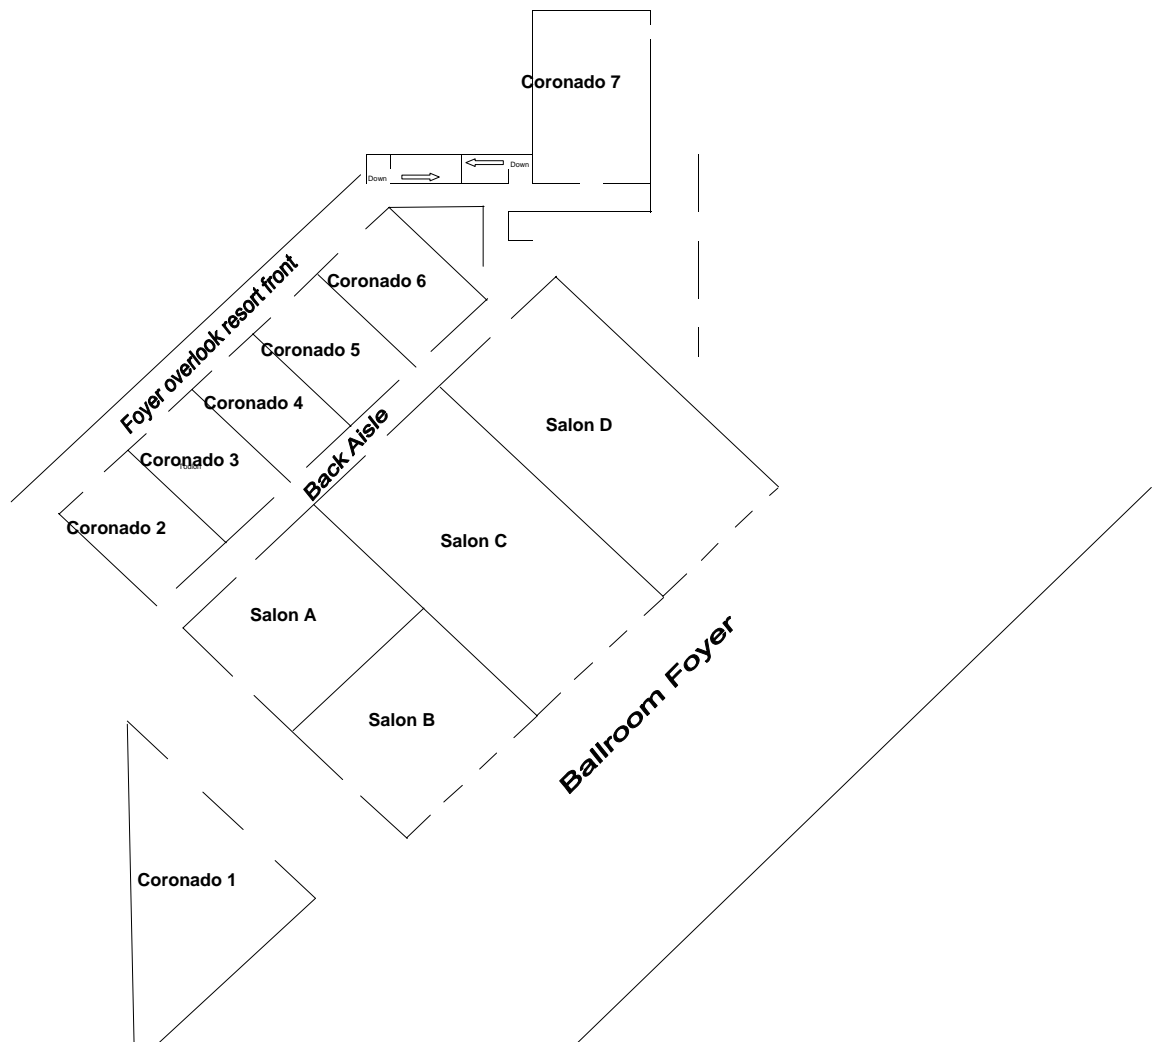 Coronado 7
Down
Down
Coronado 6
Foyer overlook resort front
Coronado 5
Coronado 4
Salon D
Back Aisle
Coronado 3
Coronado 2
Salon C
Salon A
Ballroom Foyer
Salon B
Coronado 1